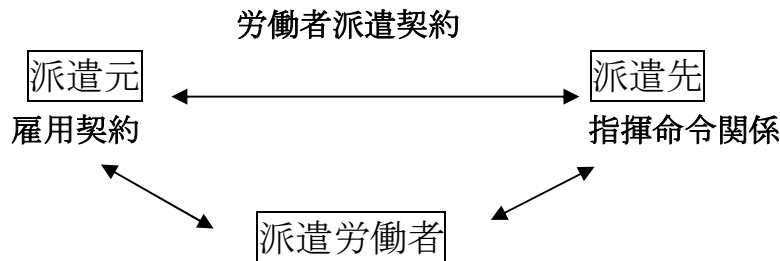 労働者派遣契約
派遣元 派遣先
雇用契約 指揮命令関係
派遣労働者